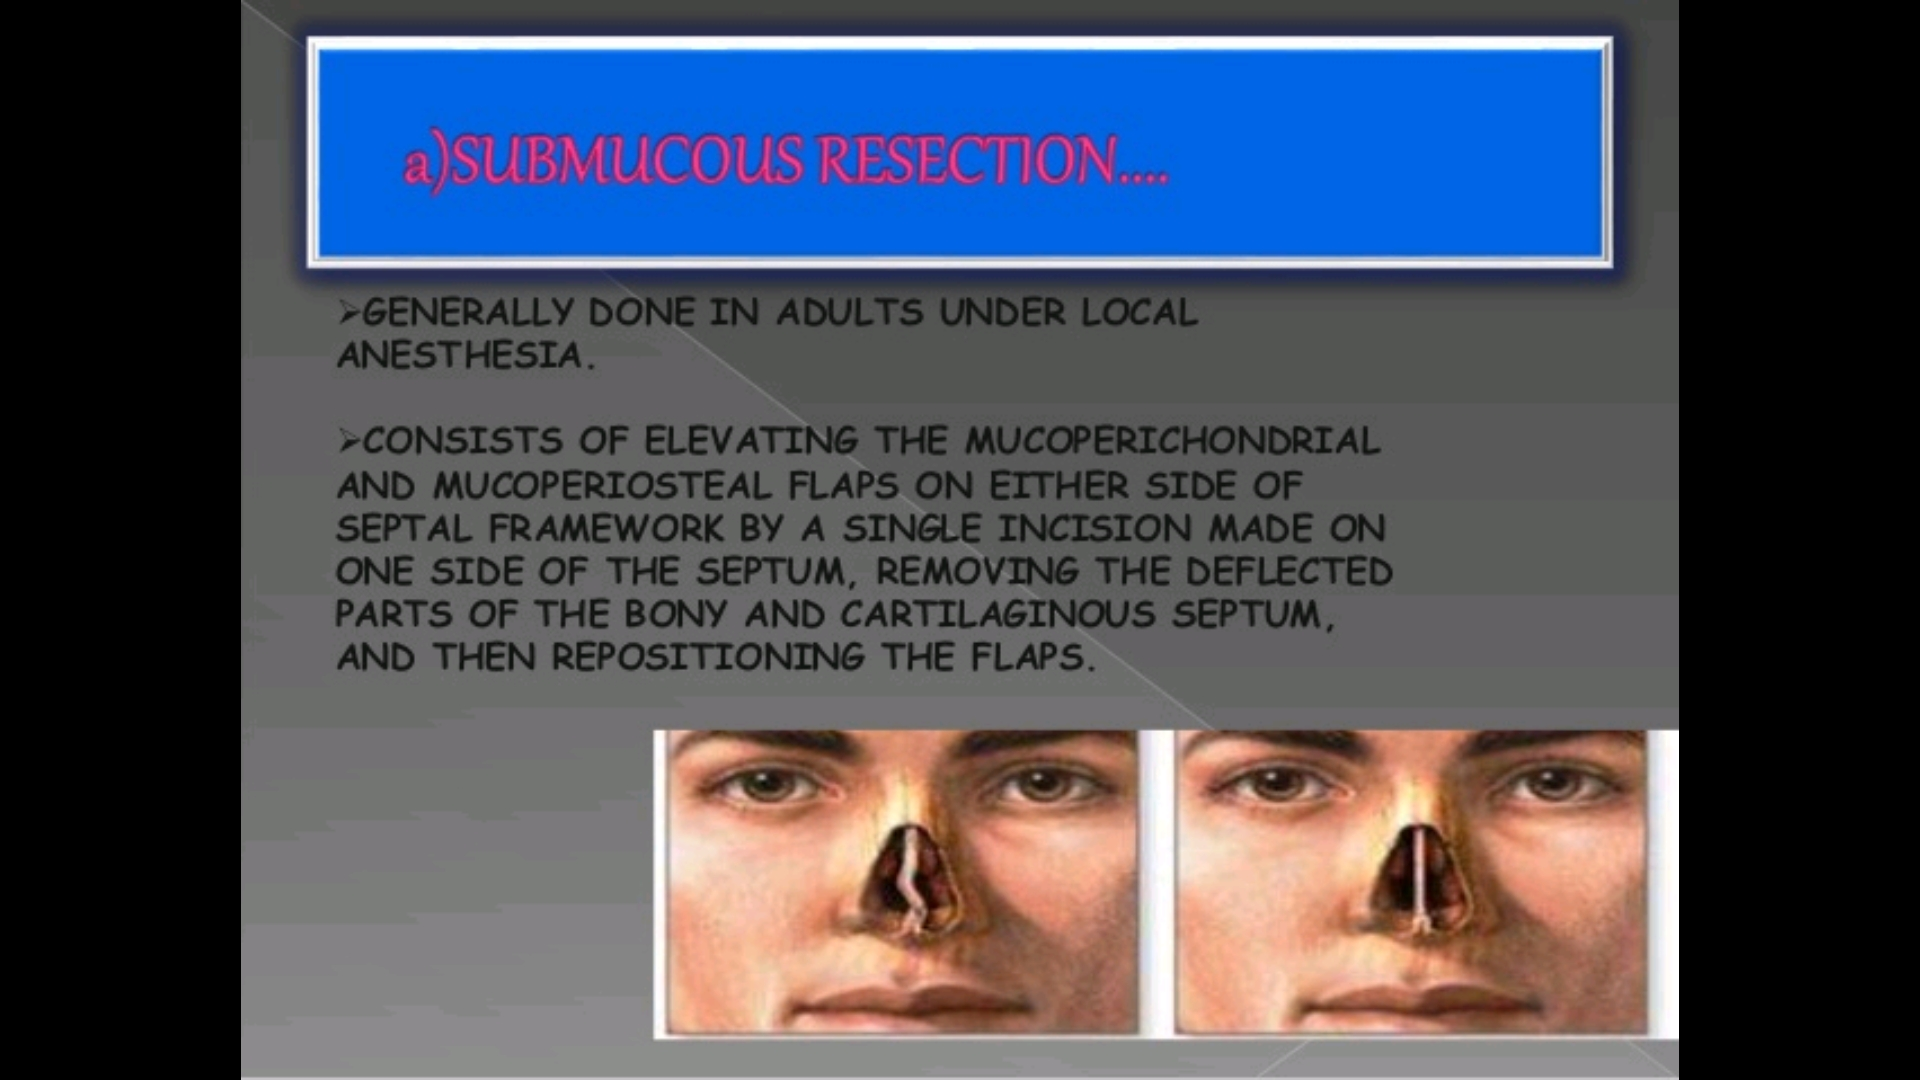 a)SUBMUCOUS RESECTION....
➢GENERALLY DONE IN ADULTS UNDER LOCAL
ANESTHESIA.
➢CONSISTS OF ELEVATING THE MUCOPERICHONDRIAL
AND MUCOPERIOSTEAL FLAPS ON EITHER SIDE OF
SEPTAL FRAMEWORK BY A SINGLE INCISION MADE ON
ONE SIDE OF THE SEPTUM, REMOVING THE DEFLECTED
PARTS OF THE BONY AND CARTILAGINOUS SEPTUM,
AND THEN REPOSITIONING THE FLAPS.